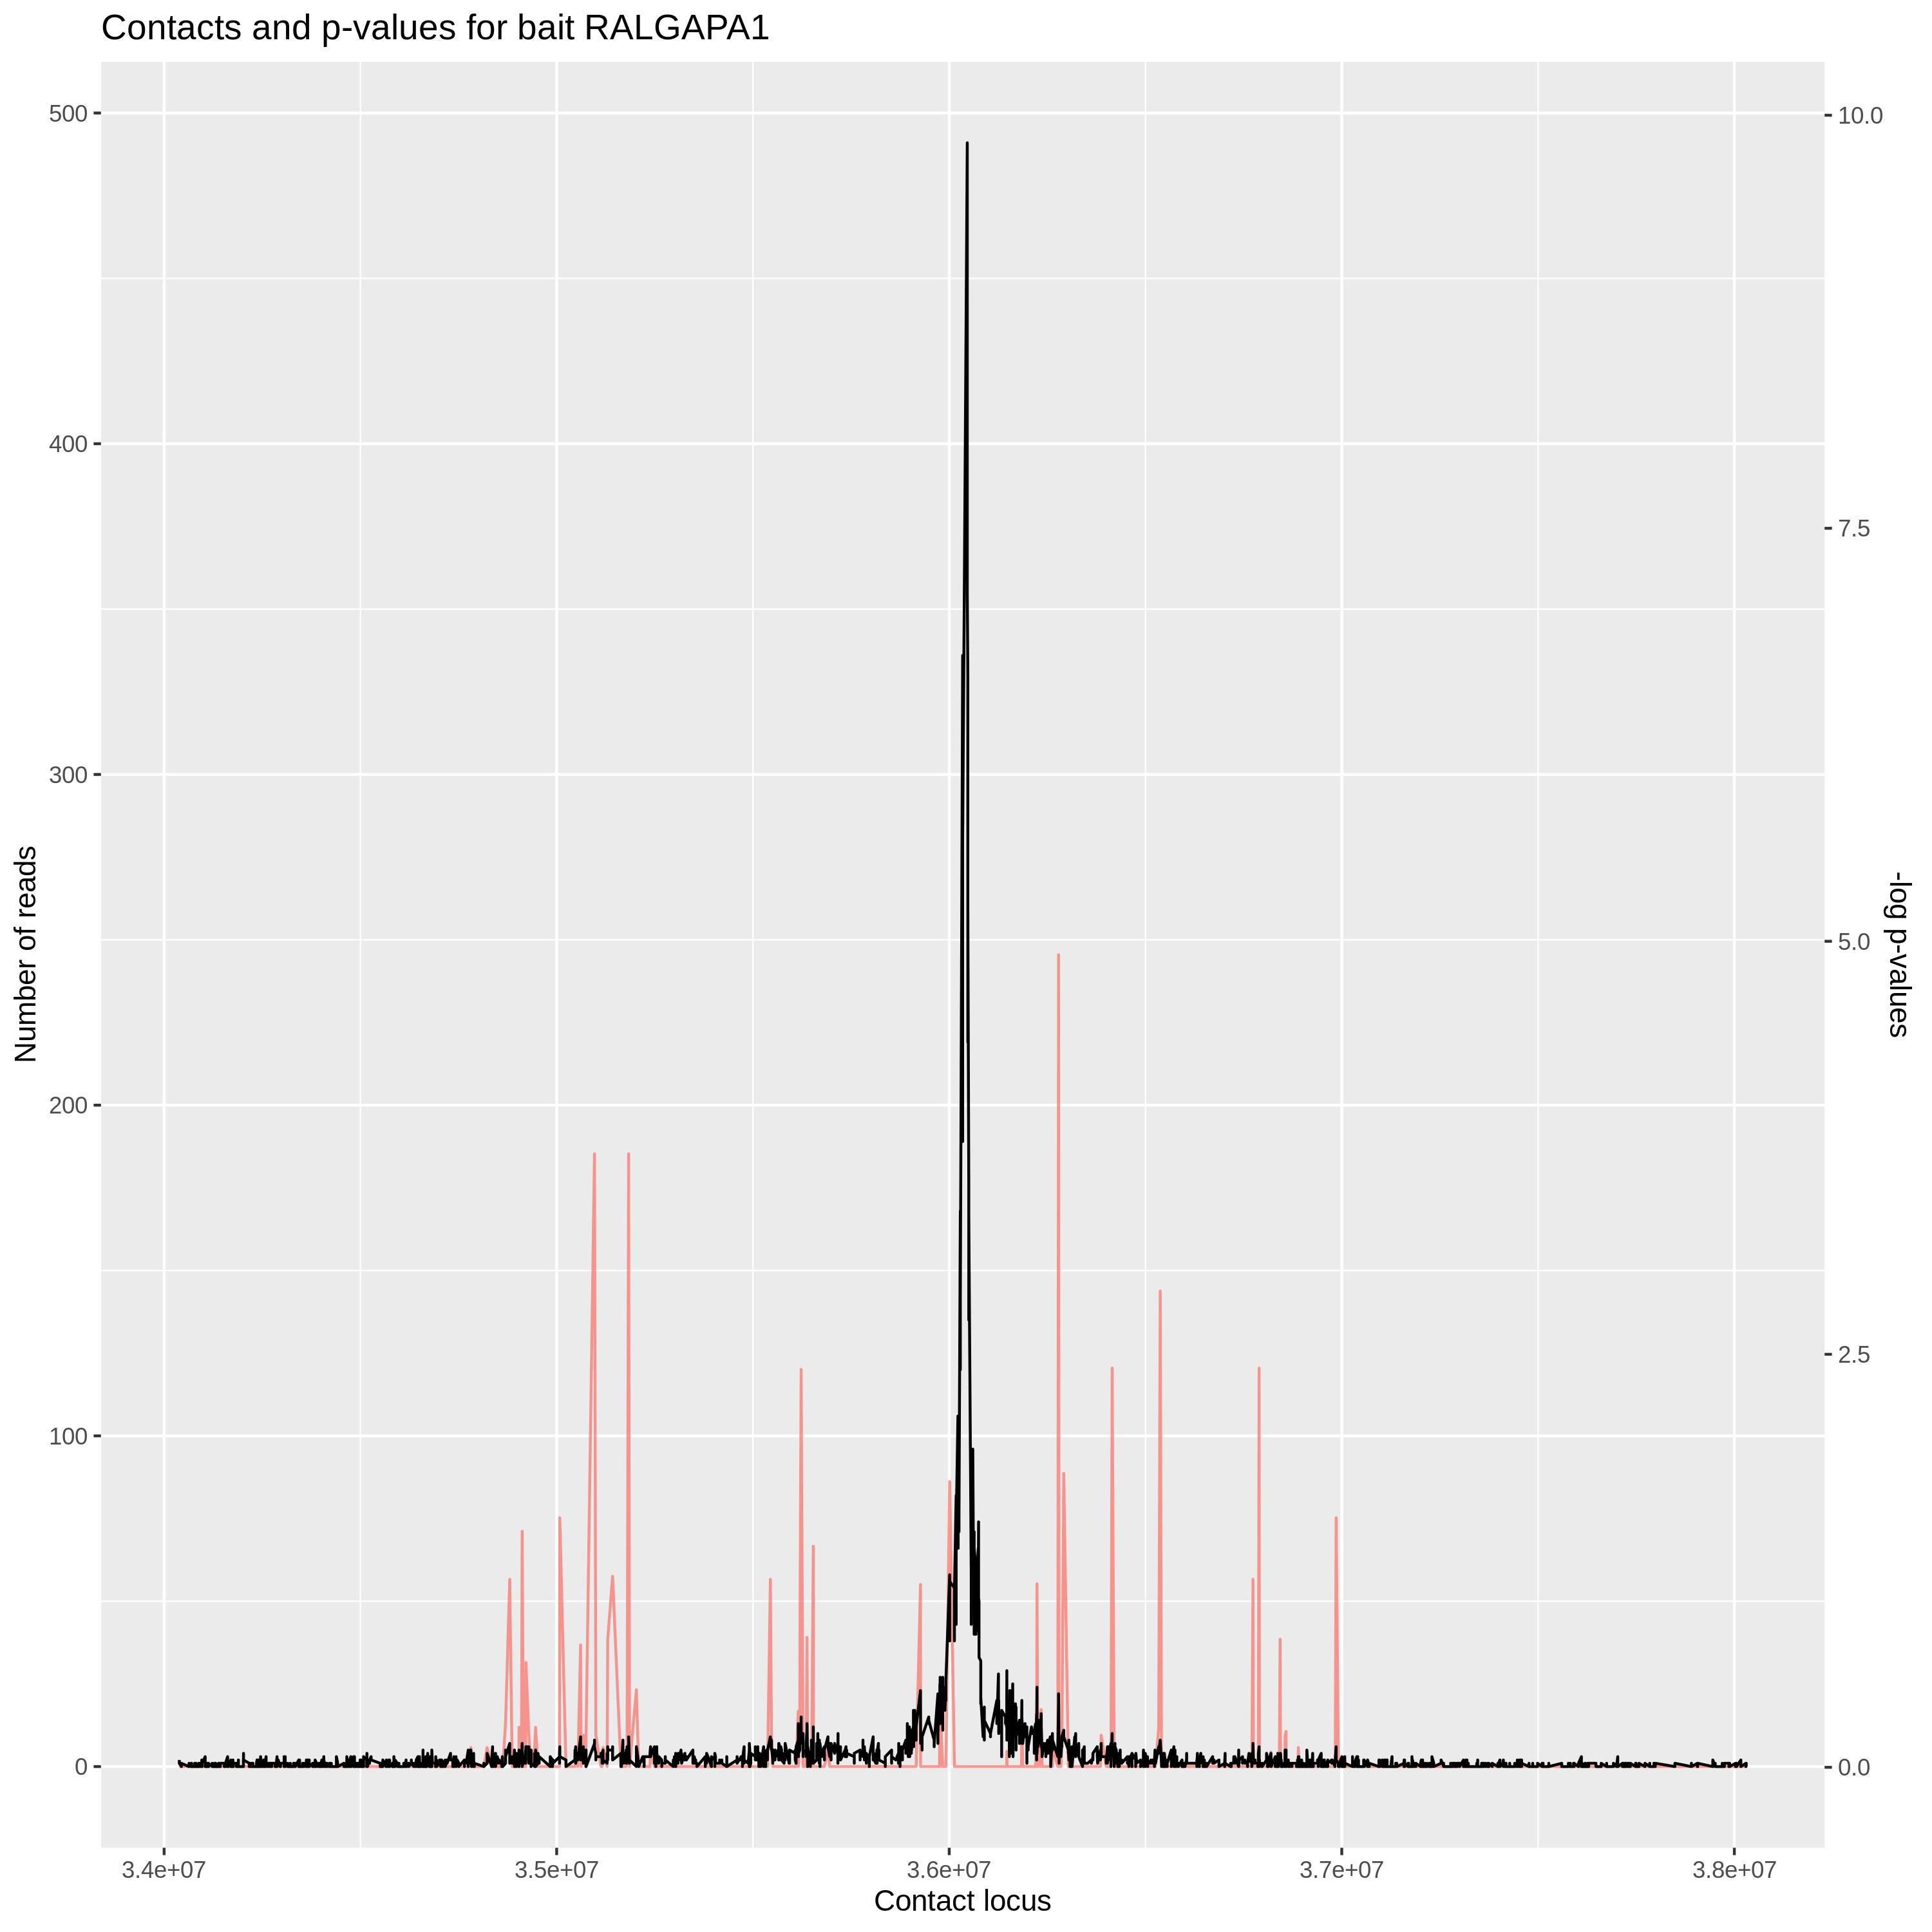 Contacts and p-values for bait RALGAPA1
500
400
300
200
100
0
Number of reads
10.0
7.5
5.0
2.5
0.0
-log p-values
3.4e+07
3.5e+07
3.6e+07
3.7e+07
3.8e+07
Contact locus